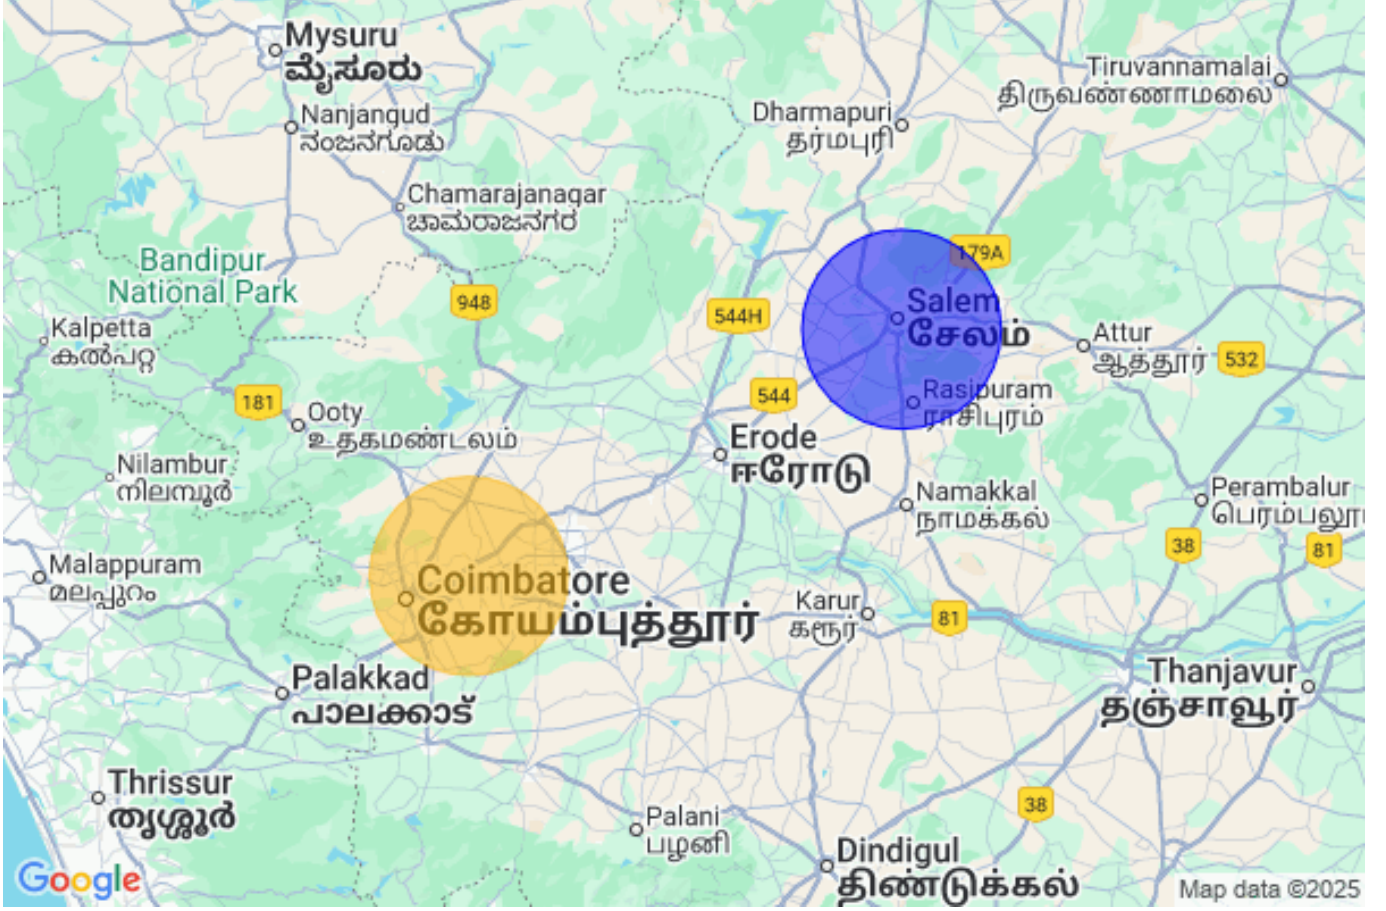 Mysuru
ಮೈಸೂರು
Tiruvannamalai
திருவண்ணாமலை
Nanjangud
ನಂಜನಗೂಡು
Dharmapuri
தர்மபுரி
Chamarajanagar
ಚಾಮರಾಜನಗರ
Bandipur
National Park
179A
948
544H
Salem
சேலம்
Kalpetta
കൽപറ്റ
Attur
ஆத்தூர்
532
181
544
Rasipuram
ராசிபுரம்
Ooty
உதகமண்டலம்
Erode
ஈரோடு
Nilambur
നിലമ്പൂർ
Namakkal
நாமக்கல்
Perambalur
பெரம்பலூர
38
81
Malappuram
മലപ്പുറം
Coimbatore
கோயம்புத்தூர்
Karur
கரூர்
81
Palakkad
പാലക്കാട്
Thanjavur
தஞ்சாவூர்
Thrissur
തൃശ്ശൂർ
38
Palani
பழனி
Dindigul
திண்டுக்கல்
Google
Map data ©2025